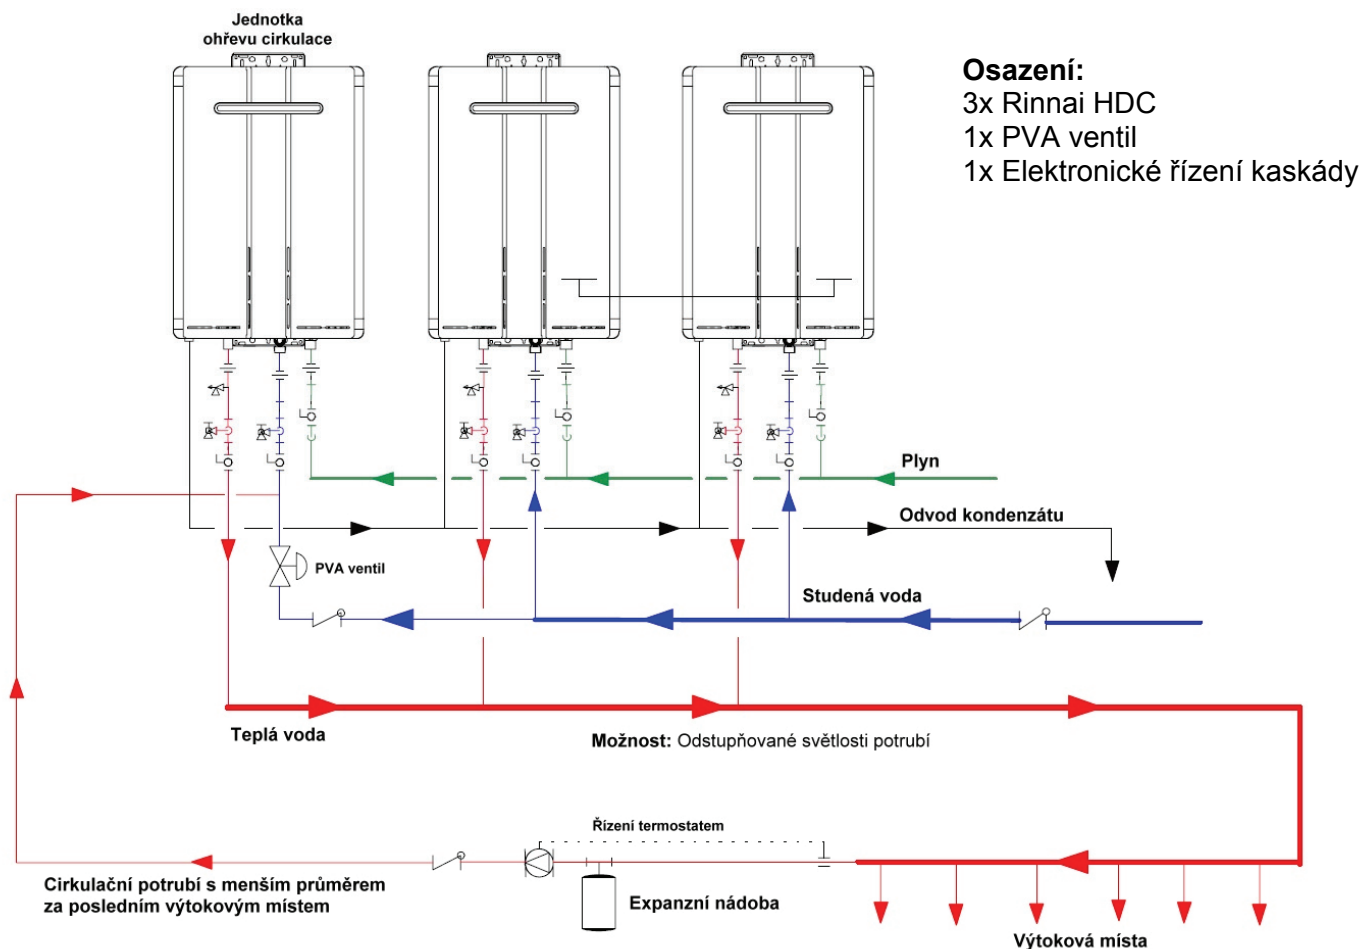 Jednotka
ohřevu cirkulace
Osazení:
3x Rinnai HDC
1x PVA ventil
1x Elektronické řízení kaskády
Plyn
Odvod kondenzátu
PVA ventil
Studená voda
Teplá voda
Možnost: Odstupňované světlosti potrubí
Řízení termostatem
Cirkulační potrubí s menším průměrem
za posledním výtokovým místem
Expanzní nádoba
Výtoková místa